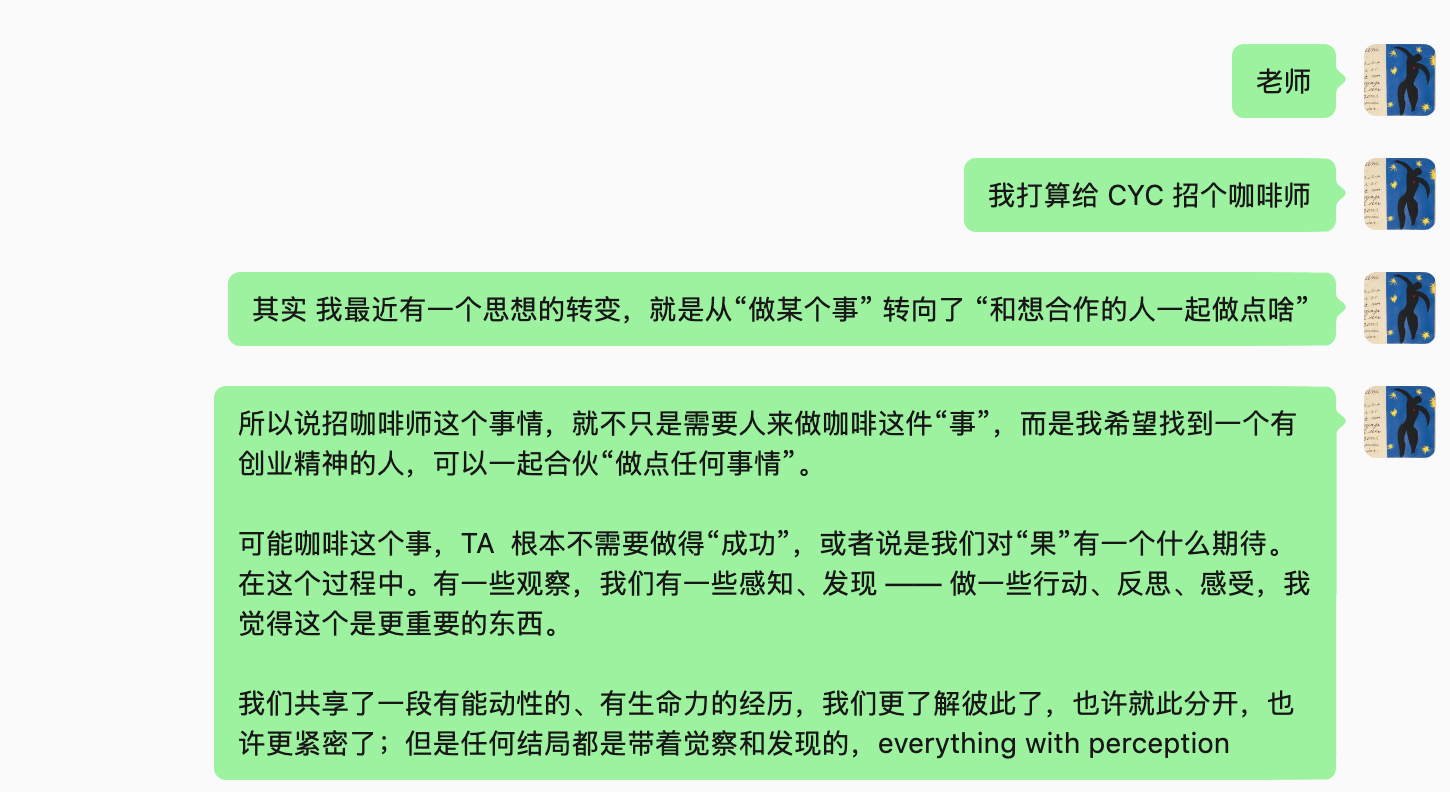 老师
我打算给 CYC 招个咖啡师
其实 我最近有一个思想的转变，就是从“做某个事” 转向了 “和想合作的人一起做点啥”
所以说招咖啡师这个事情，就不只是需要人来做咖啡这件“事”，而是我希望找到一个有
创业精神的人，可以一起合伙“做点任何事情”。
可能咖啡这个事，TA  根本不需要做得“成功”，或者说是我们对“果”有一个什么期待。
在这个过程中。有一些观察，我们有一些感知、发现 —— 做一些行动、反思、感受，我
觉得这个是更重要的东西。
我们共享了一段有能动性的、有生命力的经历，我们更了解彼此了，也许就此分开，也
许更紧密了；但是任何结局都是带着觉察和发现的，everything with perception